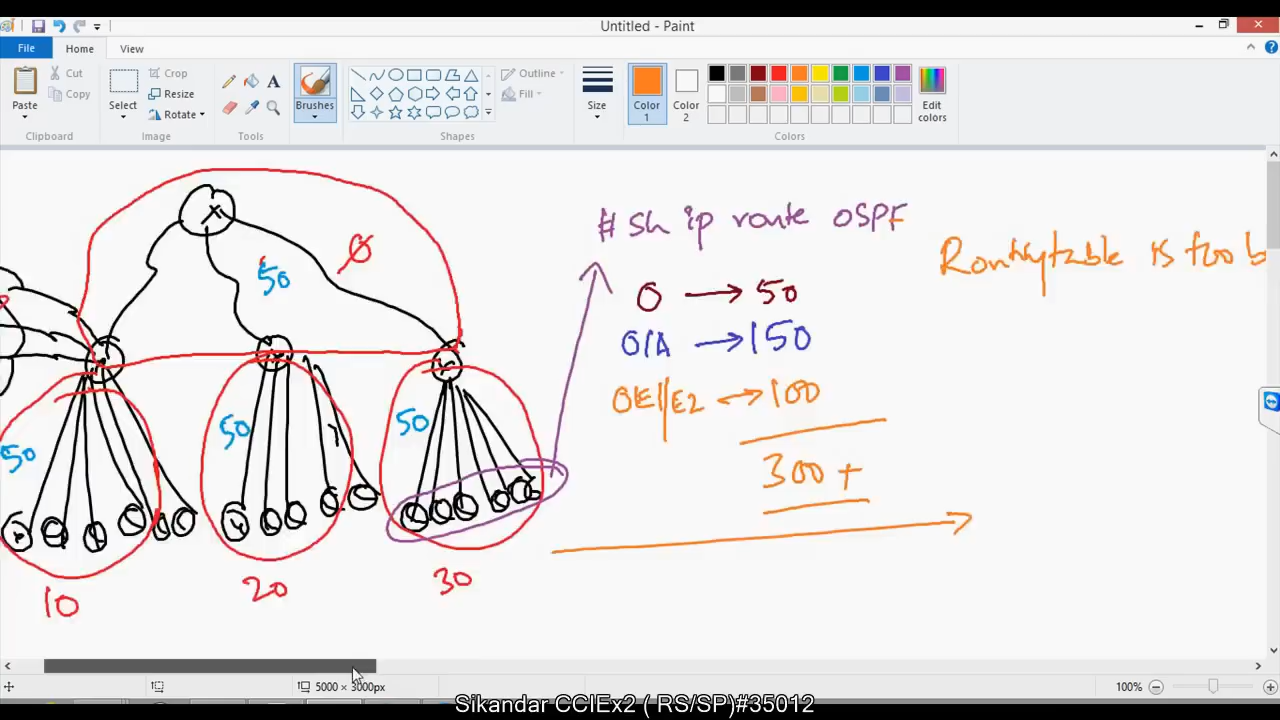 Untitled - Paint
File
Home
View
Paste
Cut
Copy
Clipboard
Select
Crop
Resize
Rotate
Image
Tools
Brushes
Shapes
Outline
Fill
Size
Color 1
Color 2
Edit colors
Colors
# Sh ip route OSPF
Routing table is too b
0
50
O → 50
O IA → 150
OE1/E2 → 100
300 +
50
50
50
10
20
30
5000 × 3000px
100%
Sikandar CCIEx2 ( RS/SP)#35012